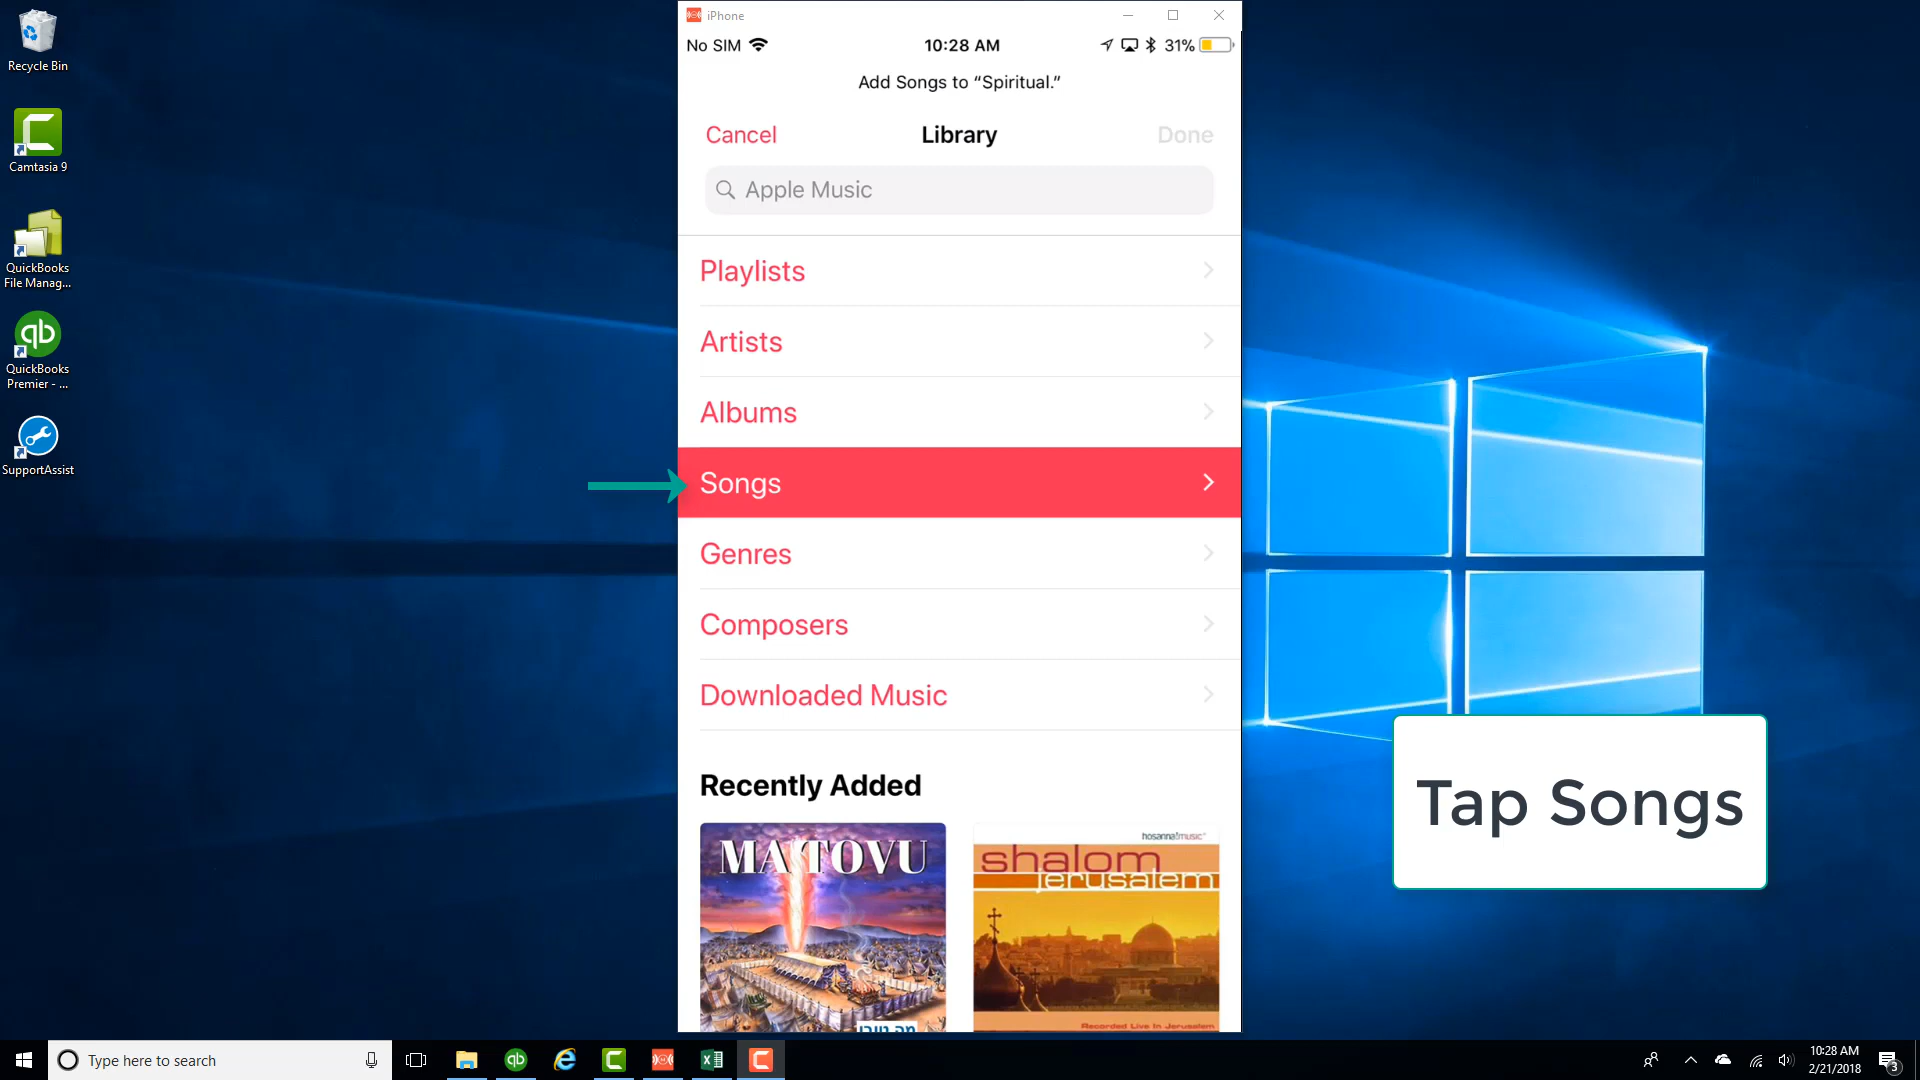 Recycle Bin
Camtasia 9
QuickBooks
File Manag...
QuickBooks
Premier - ...
SupportAssist
iPhone
No SIM
10:28 AM
31%
Add Songs to “Spiritual.”
Cancel
Library
Done
Apple Music
Playlists
Artists
Albums
Songs
Genres
Composers
Downloaded Music
Recently Added
MA TOVU
מה טובו
hosanna!music
shalom
jerusalem
Recorded Live In Jerusalem
Tap Songs
Type here to search
10:28 AM
2/21/2018
3